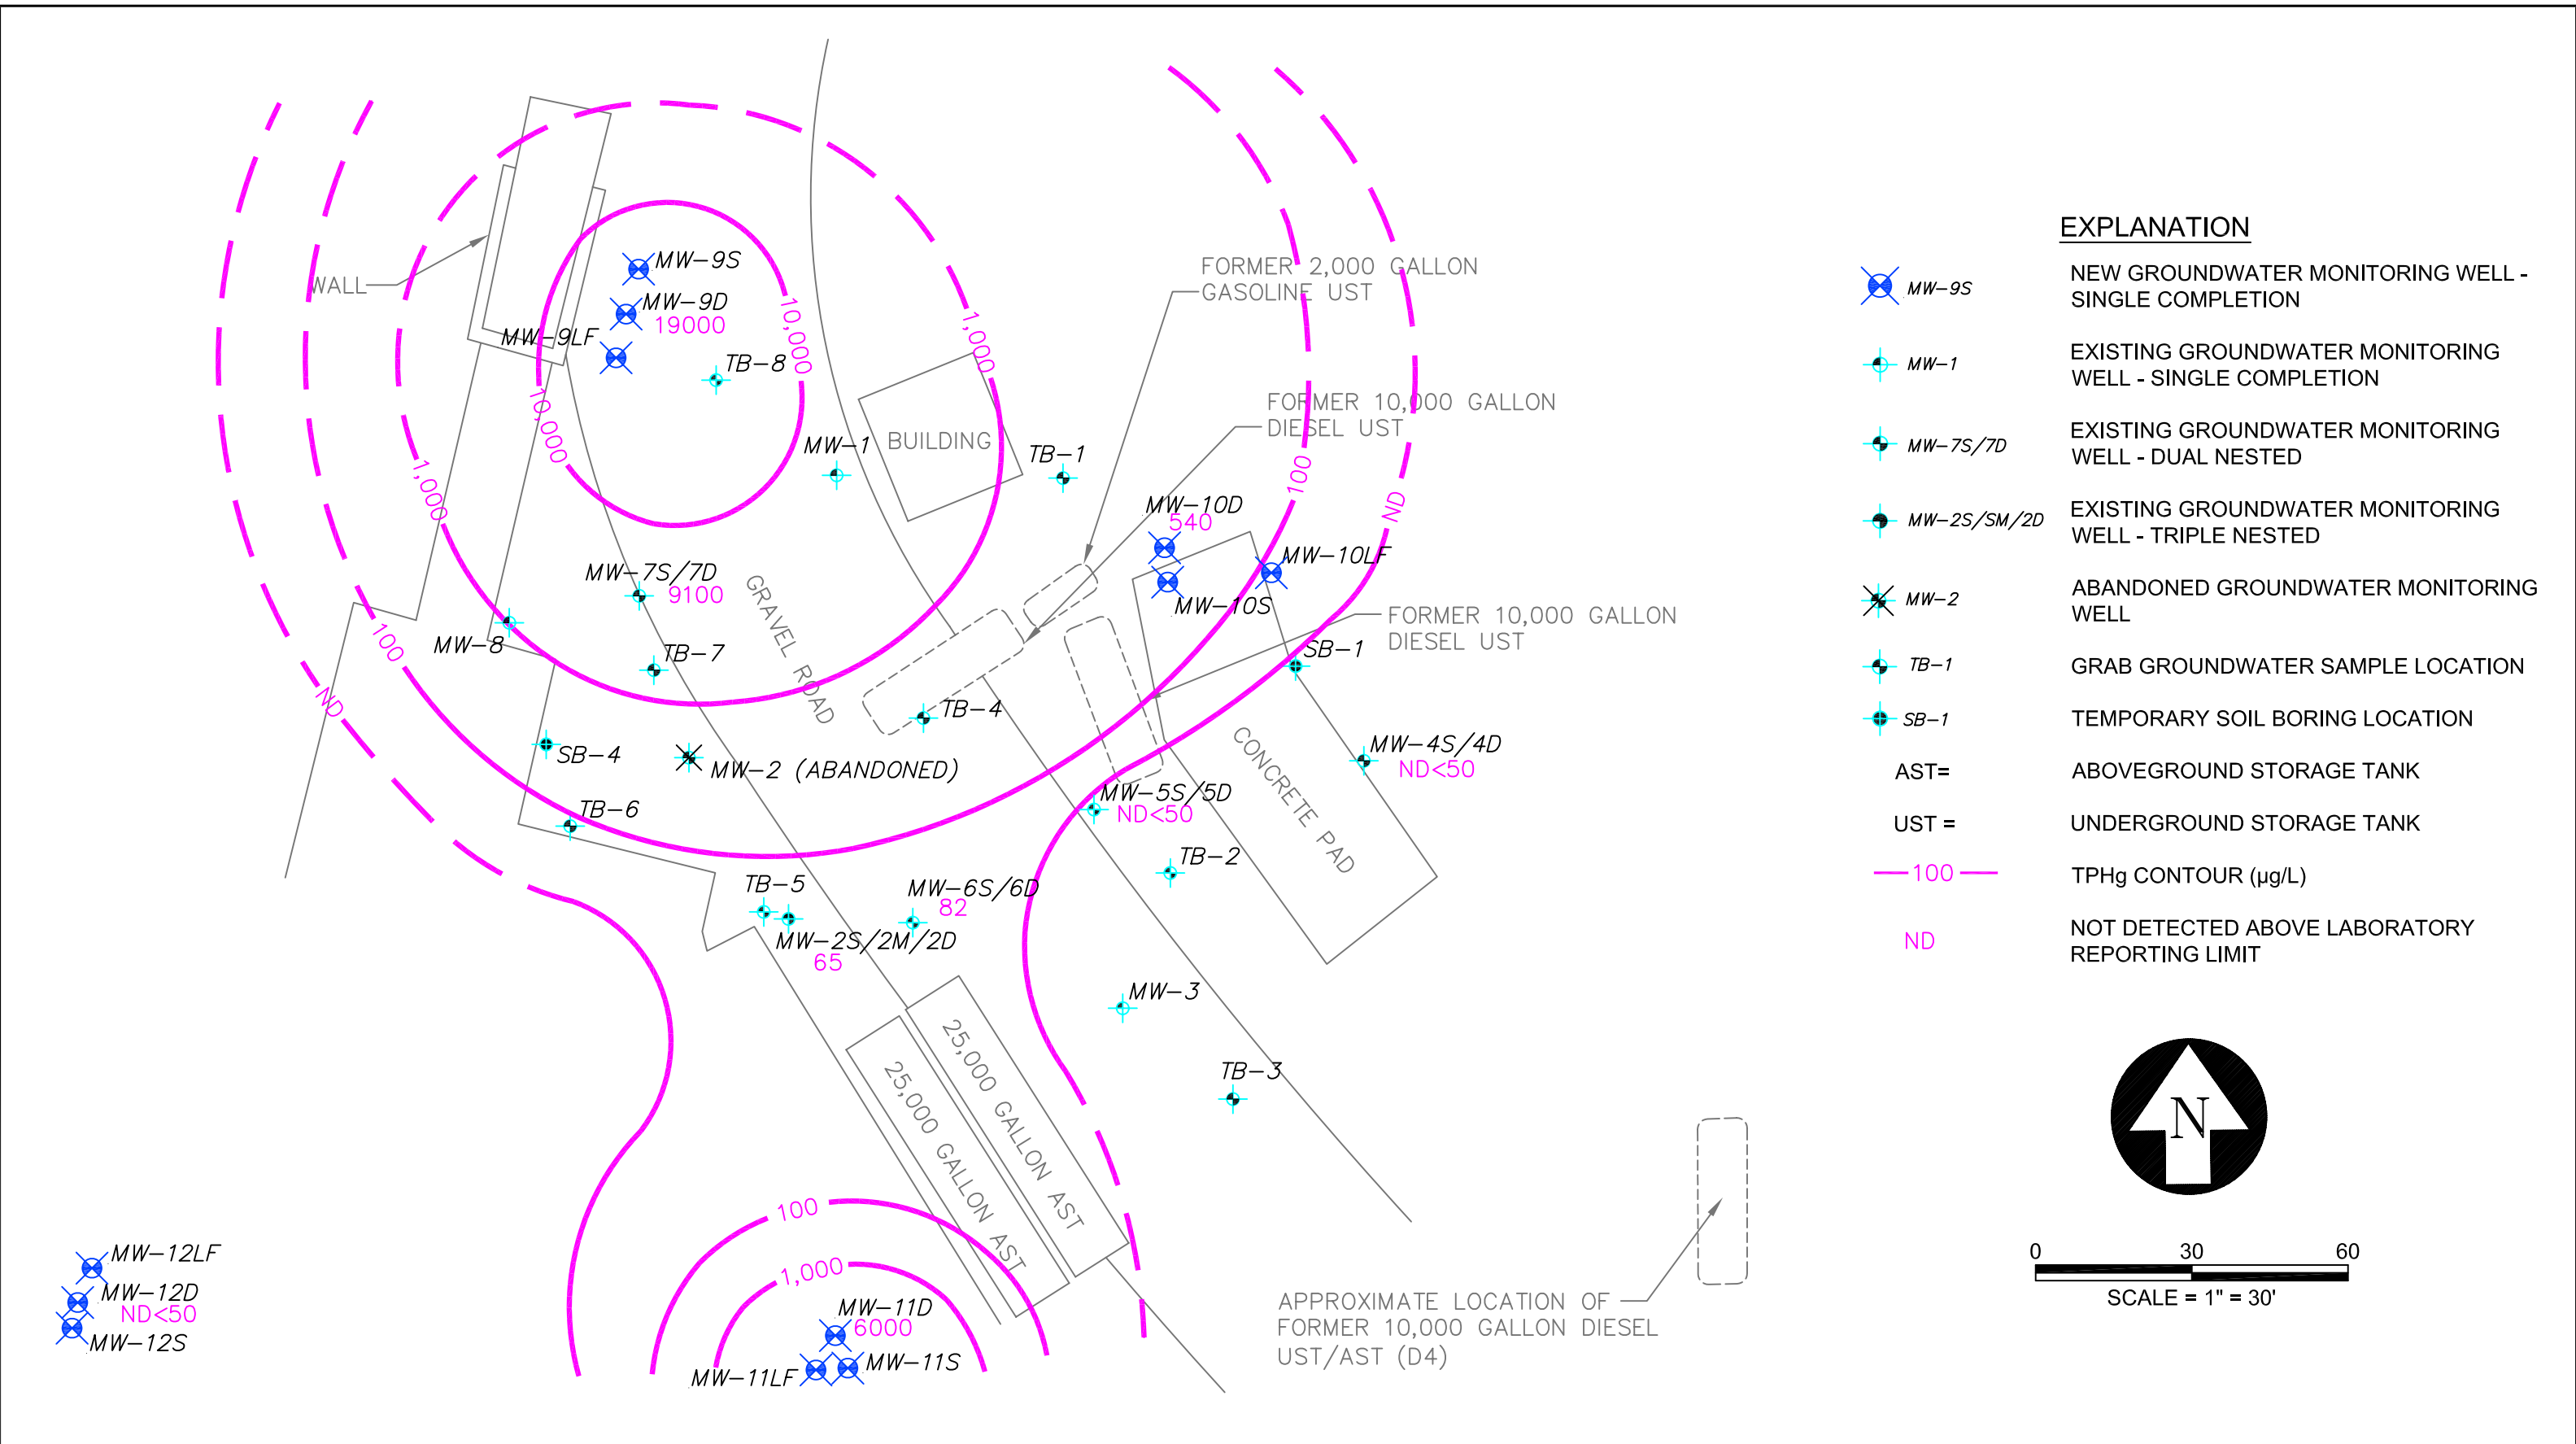 WALL
MW-9S
MW-9D
19000
MW-9LF
TB-8
10,000
10,000
1,000
1,000
FORMER 2,000 GALLON
GASOLINE UST
FORMER 10,000 GALLON
DIESEL UST
BUILDING
MW-1
TB-1
100
ND
MW-10D
540
MW-10LF
MW-10S
FORMER 10,000 GALLON
DIESEL UST
MW-7S/7D
9100
GRAVEL ROAD
MW-8
100
TB-7
SB-1
ND
TB-4
SB-4
MW-2 (ABANDONED)
CONCRETE PAD
MW-4S/4D
ND<50
MW-5S/5D
ND<50
TB-6
TB-2
TB-5
MW-6S/6D
82
MW-2S/2M/2D
65
MW-3
25,000 GALLON AST
25,000 GALLON AST
TB-3
100
1,000
MW-11D
6000
MW-11LF
MW-11S
MW-12LF
MW-12D
ND<50
MW-12S
APPROXIMATE LOCATION OF
FORMER 10,000 GALLON DIESEL
UST/AST (D4)
EXPLANATION
MW-9S
NEW GROUNDWATER MONITORING WELL -
SINGLE COMPLETION
MW-1
EXISTING GROUNDWATER MONITORING
WELL - SINGLE COMPLETION
MW-7S/7D
EXISTING GROUNDWATER MONITORING
WELL - DUAL NESTED
MW-2S/SM/2D
EXISTING GROUNDWATER MONITORING
WELL - TRIPLE NESTED
MW-2
ABANDONED GROUNDWATER MONITORING
WELL
TB-1
GRAB GROUNDWATER SAMPLE LOCATION
SB-1
TEMPORARY SOIL BORING LOCATION
AST=
ABOVEGROUND STORAGE TANK
UST =
UNDERGROUND STORAGE TANK
100
TPHg CONTOUR (µg/L)
ND
NOT DETECTED ABOVE LABORATORY
REPORTING LIMIT
N
0 30 60
SCALE = 1" = 30'